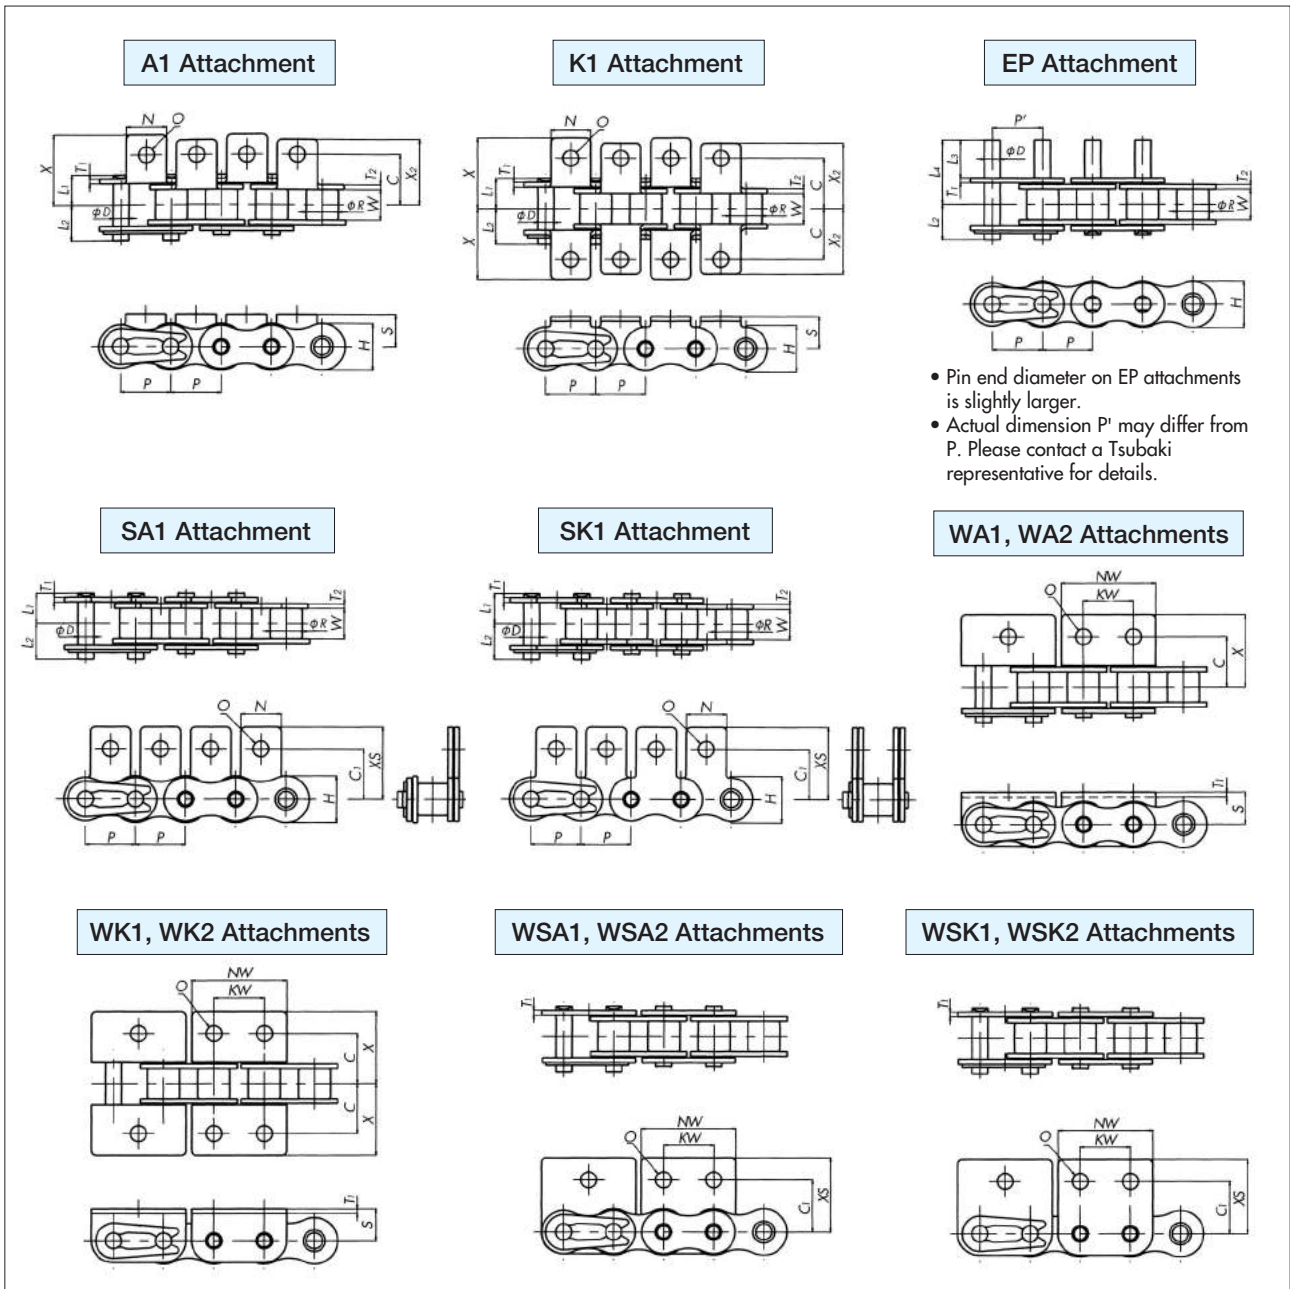 A1 Attachment
K1 Attachment
EP Attachment
N O
X L1 T1 L2 φD T2 C X2 φR W
S H
P P
N O
X L1 T1 L2 φD X T2 C X2 φR W C X2
S H
P P
P'
φD
L4 L3 T1 L2 T2 φR W
H
P P
• Pin end diameter on EP attachments
is slightly larger.
• Actual dimension P' may differ from
P. Please contact a Tsubaki
representative for details.
SA1 Attachment
SK1 Attachment
WA1, WA2 Attachments
T1 L1 L2 φD T2 φR W
O N
C1 XS H
P P
T1 L1 L2 φD T2 φR W
O N
C1 XS H
P P
NW
KW
O
C X
T1 S
WK1, WK2 Attachments
WSA1, WSA2 Attachments
WSK1, WSK2 Attachments
NW
KW
O
C X
C X
T1 S
T1
NW
KW
O
C1 XS
T1
NW
KW
O
C1 XS